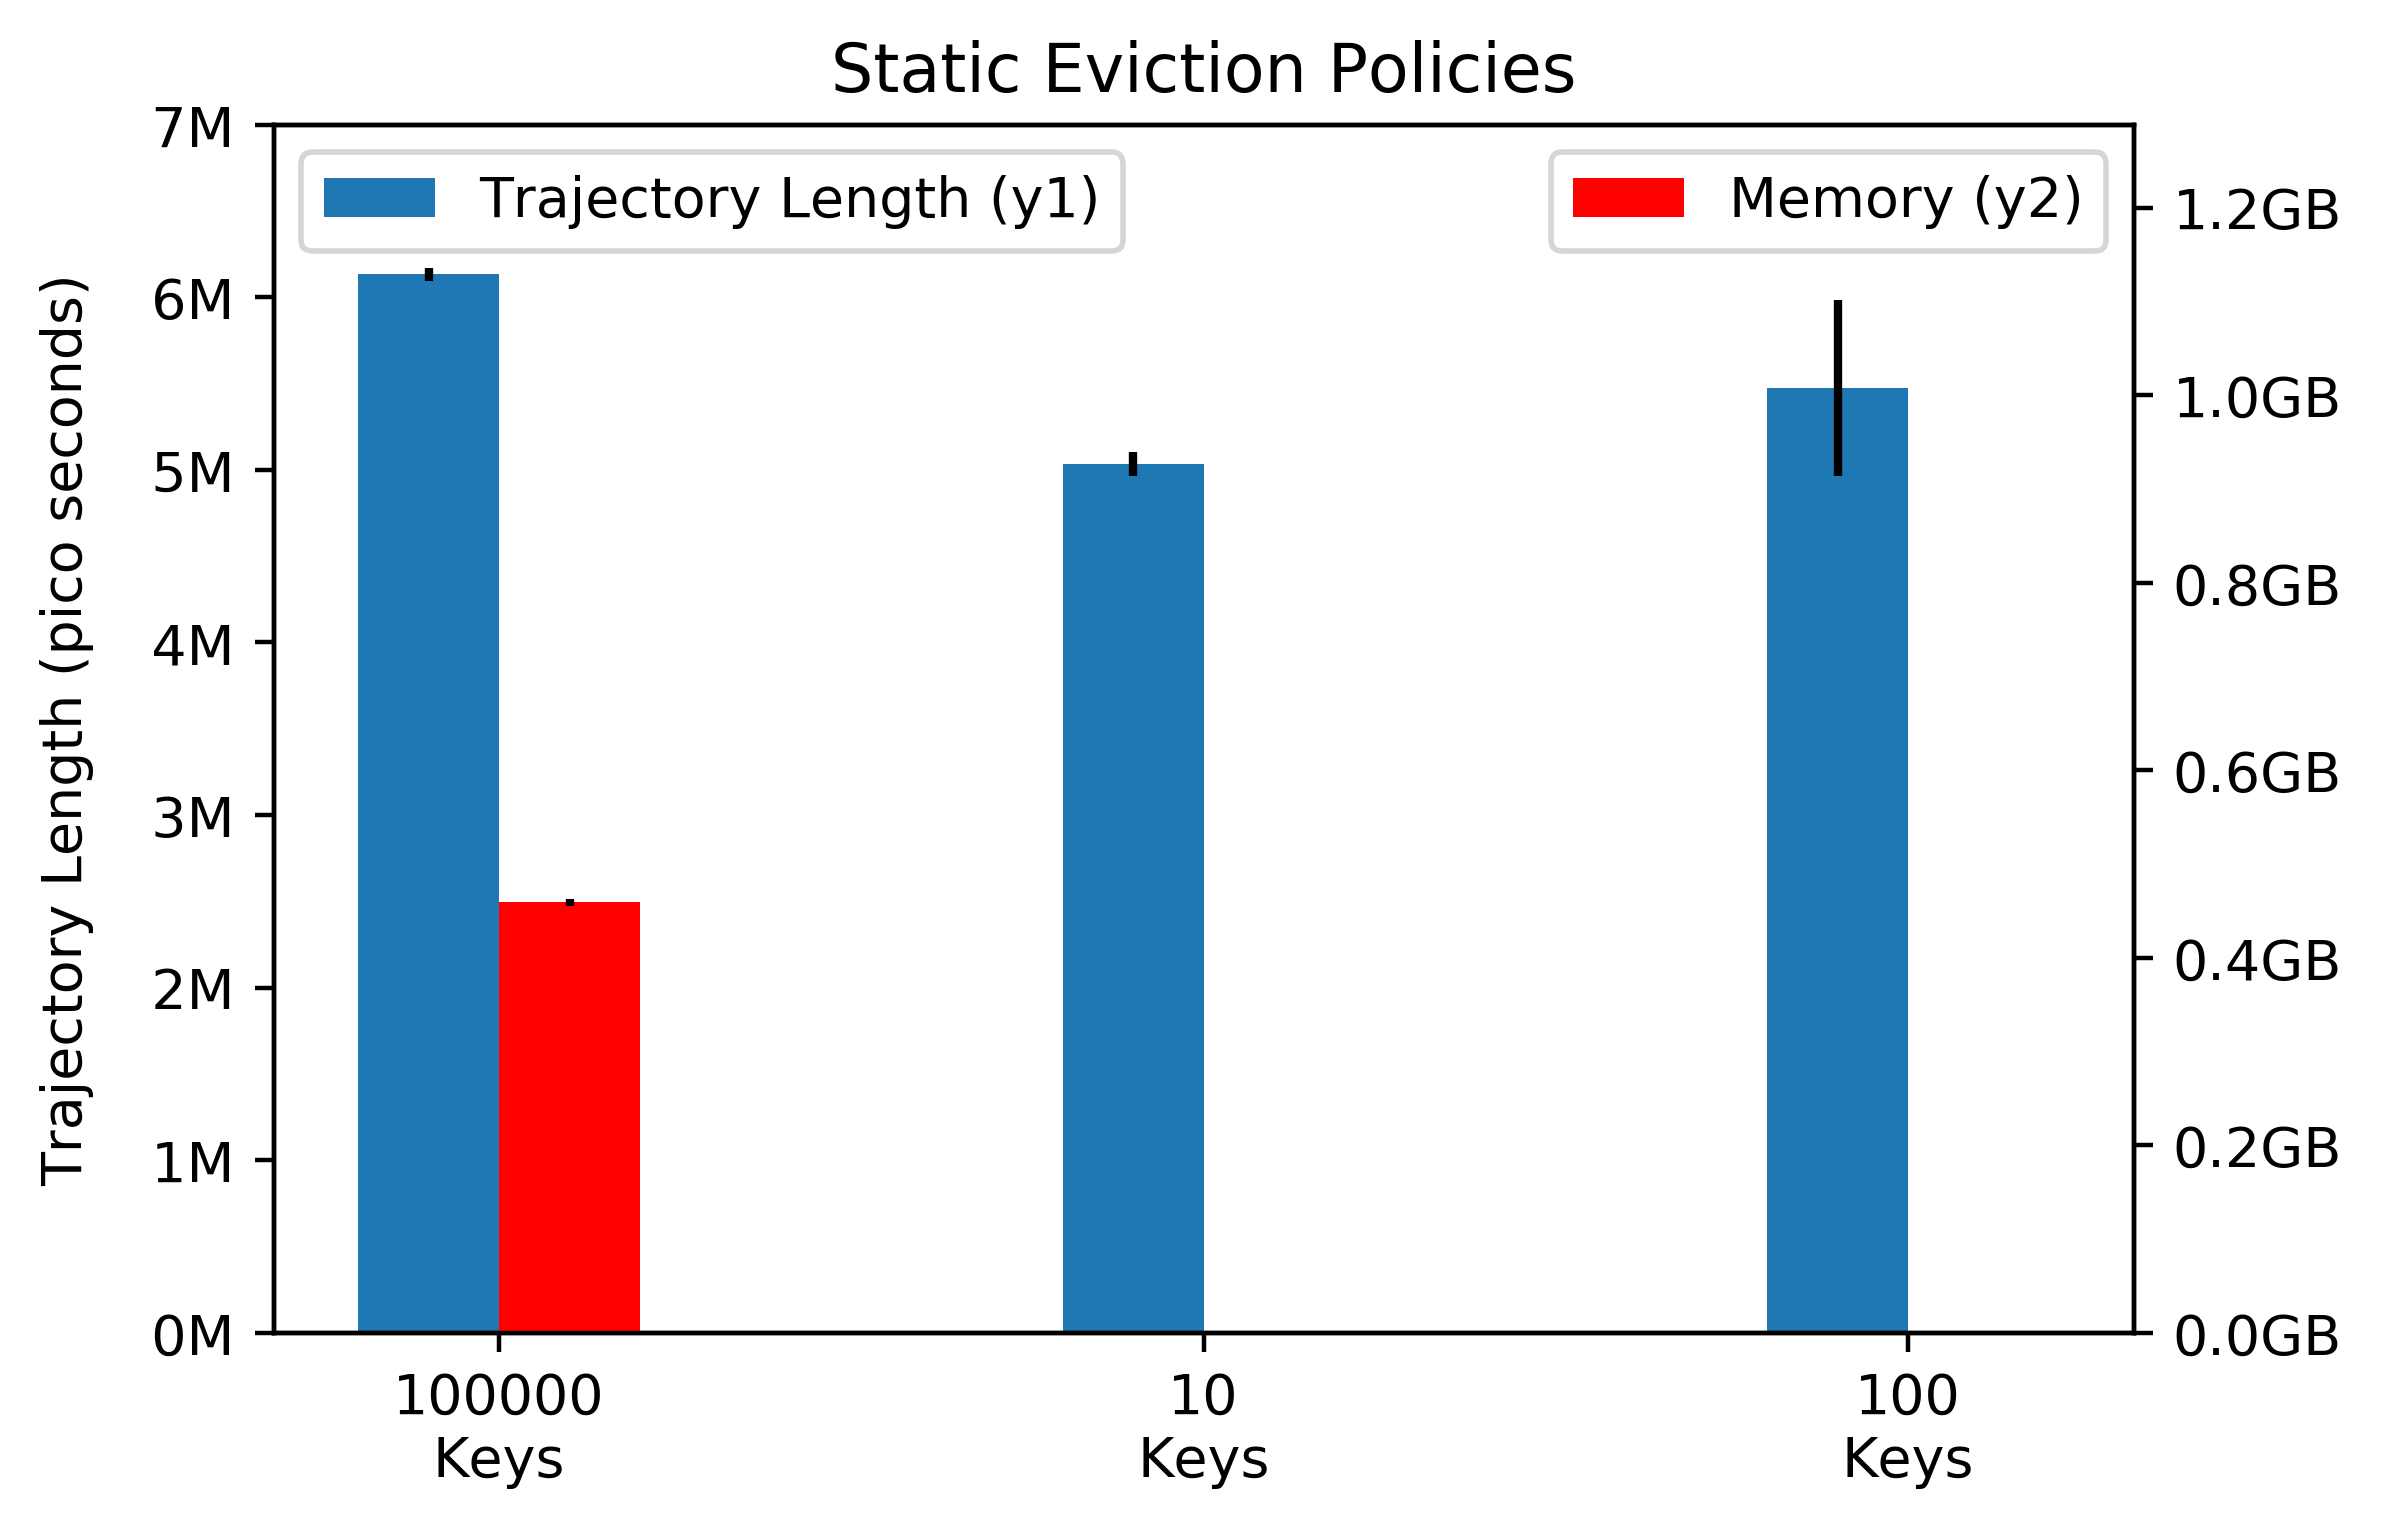 Static Eviction Policies
Trajectory Length (y1)
Memory (y2)
Trajectory Length (pico seconds)
7M
6M
5M
4M
3M
2M
1M
0M
1.2GB
1.0GB
0.8GB
0.6GB
0.4GB
0.2GB
0.0GB
100000
Keys
10
Keys
100
Keys